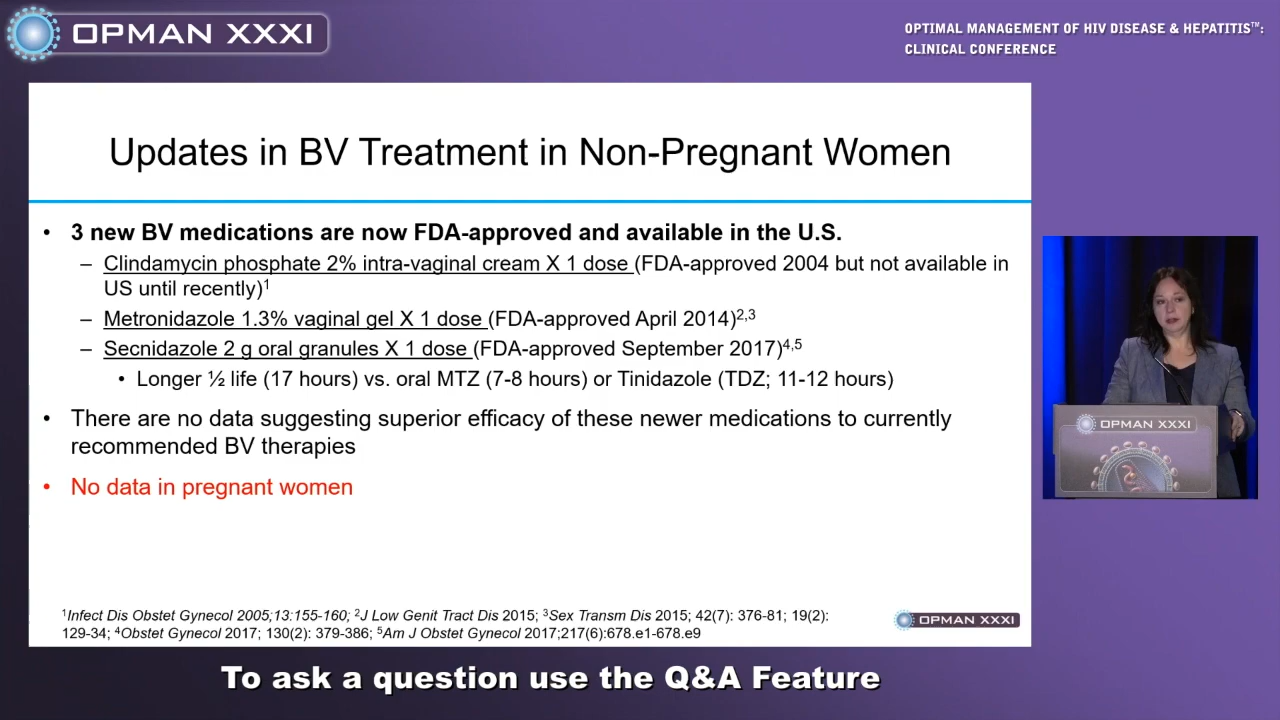 OPMAN XXXI
OPTIMAL MANAGEMENT OF HIV DISEASE & HEPATITIS™:
CLINICAL CONFERENCE
Updates in BV Treatment in Non-Pregnant Women
• 3 new BV medications are now FDA-approved and available in the U.S.
– Clindamycin phosphate 2% intra-vaginal cream X 1 dose (FDA-approved 2004 but not available in
US until recently)¹
– Metronidazole 1.3% vaginal gel X 1 dose (FDA-approved April 2014)²,³
– Secnidazole 2 g oral granules X 1 dose (FDA-approved September 2017)⁴,⁵
• Longer ½ life (17 hours) vs. oral MTZ (7-8 hours) or Tinidazole (TDZ; 11-12 hours)
• There are no data suggesting superior efficacy of these newer medications to currently
recommended BV therapies
• No data in pregnant women
¹Infect Dis Obstet Gynecol 2005;13:155-160; ²J Low Genit Tract Dis 2015; ³Sex Transm Dis 2015; 42(7): 376-81; 19(2):
129-34; ⁴Obstet Gynecol 2017; 130(2): 379-386; ⁵Am J Obstet Gynecol 2017;217(6):678.e1-678.e9
OPMAN XXXI
OPMAN XXXI
To ask a question use the Q&A Feature